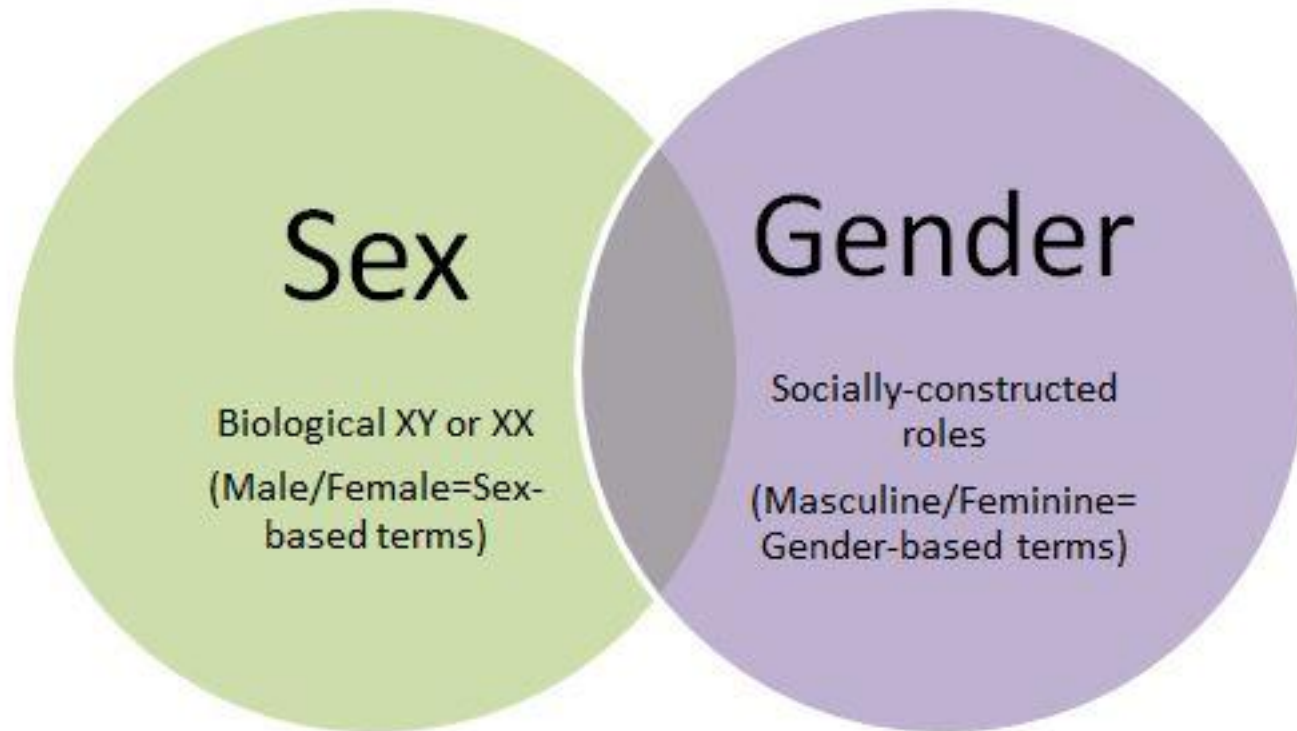 Sex
Biological XY or XX
(Male/Female=Sex-
based terms)
Gender
Socially-constructed
roles
(Masculine/Feminine=
Gender-based terms)